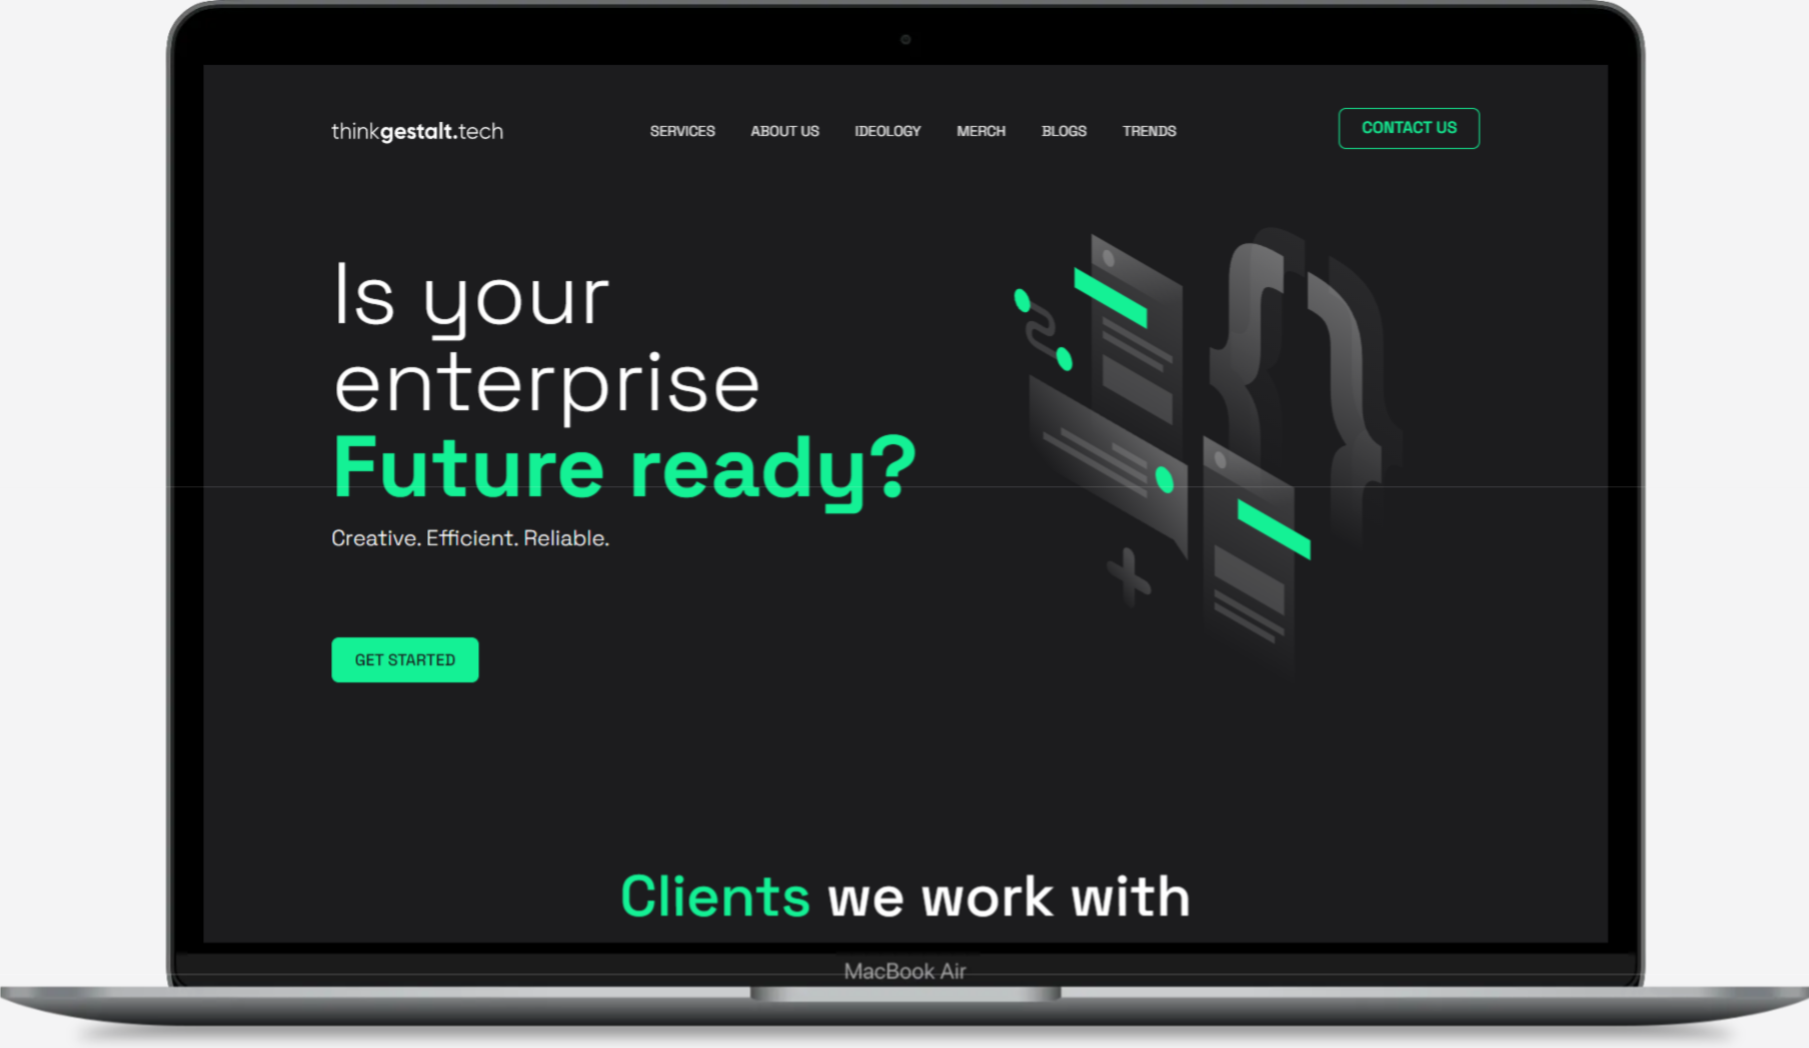 thinkgestalt.tech
SERVICES ABOUT US IDEOLOGY MERCH BLOGS TRENDS
CONTACT US
Is your
enterprise
Future ready?
Creative. Efficient. Reliable.
GET STARTED
Clients we work with
MacBook Air